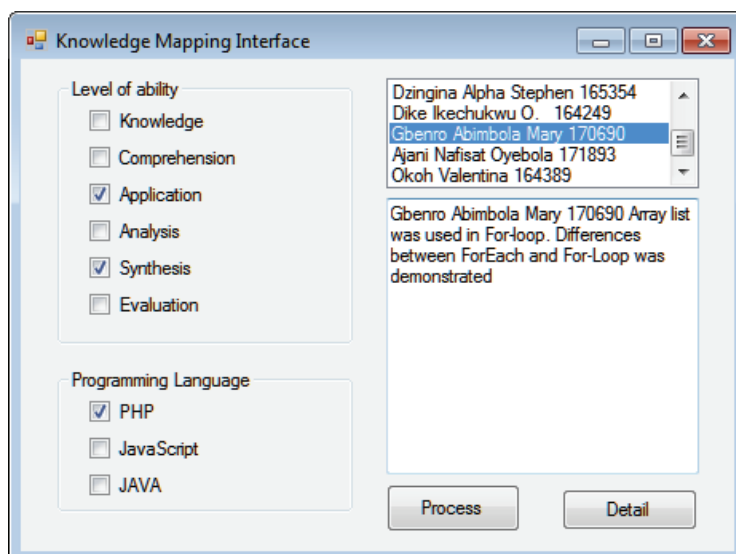 Knowledge Mapping Interface
Level of ability
Knowledge
Comprehension
Application
Analysis
Synthesis
Evaluation
Programming Language
PHP
JavaScript
JAVA
Dzingina Alpha Stephen 165354
Dike Ikechukwu O. 164249
Gbenro Abimbola Mary 170690
Ajani Nafisat Oyebola 171893
Okoh Valentina 164389
Gbenro Abimbola Mary 170690 Array list
was used in For-loop. Differences
between ForEach and For-Loop was
demonstrated
Process
Detail